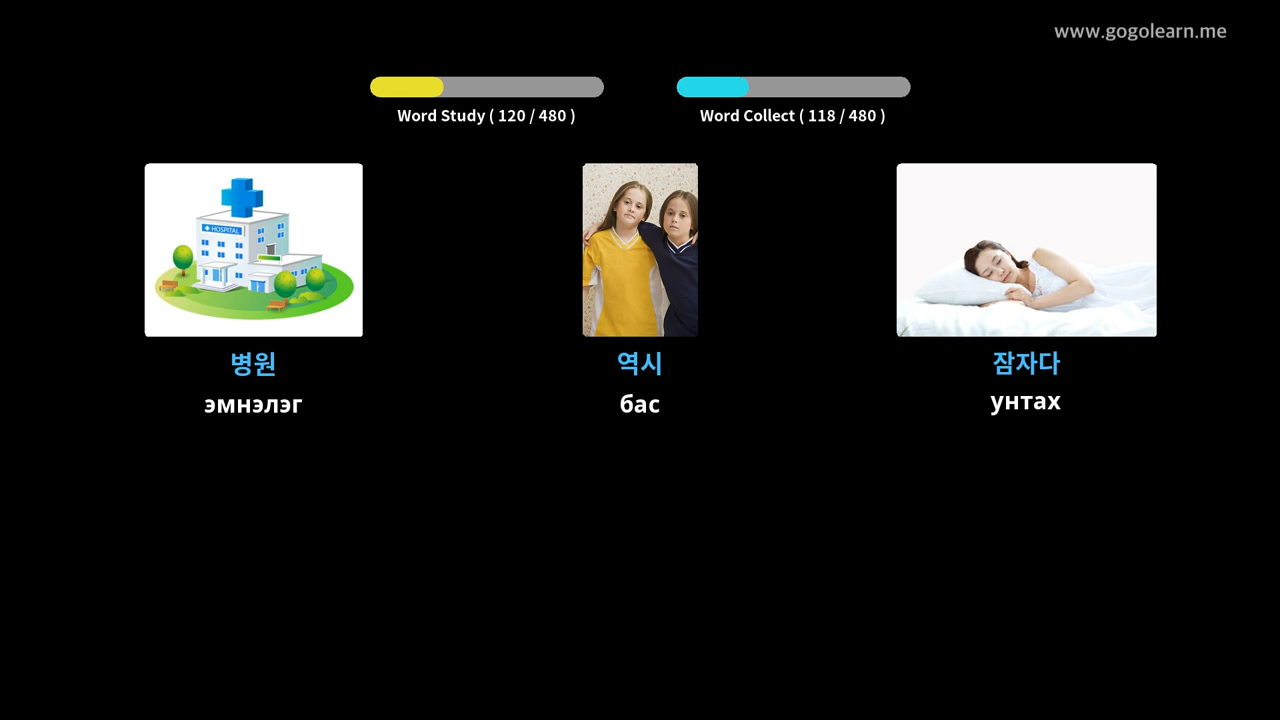 www.gogolearn.me
Word Study ( 120 / 480 )
Word Collect ( 118 / 480 )
HOSPITAL
병원
역시
잠자다
эмнэлэг
бас
унтах